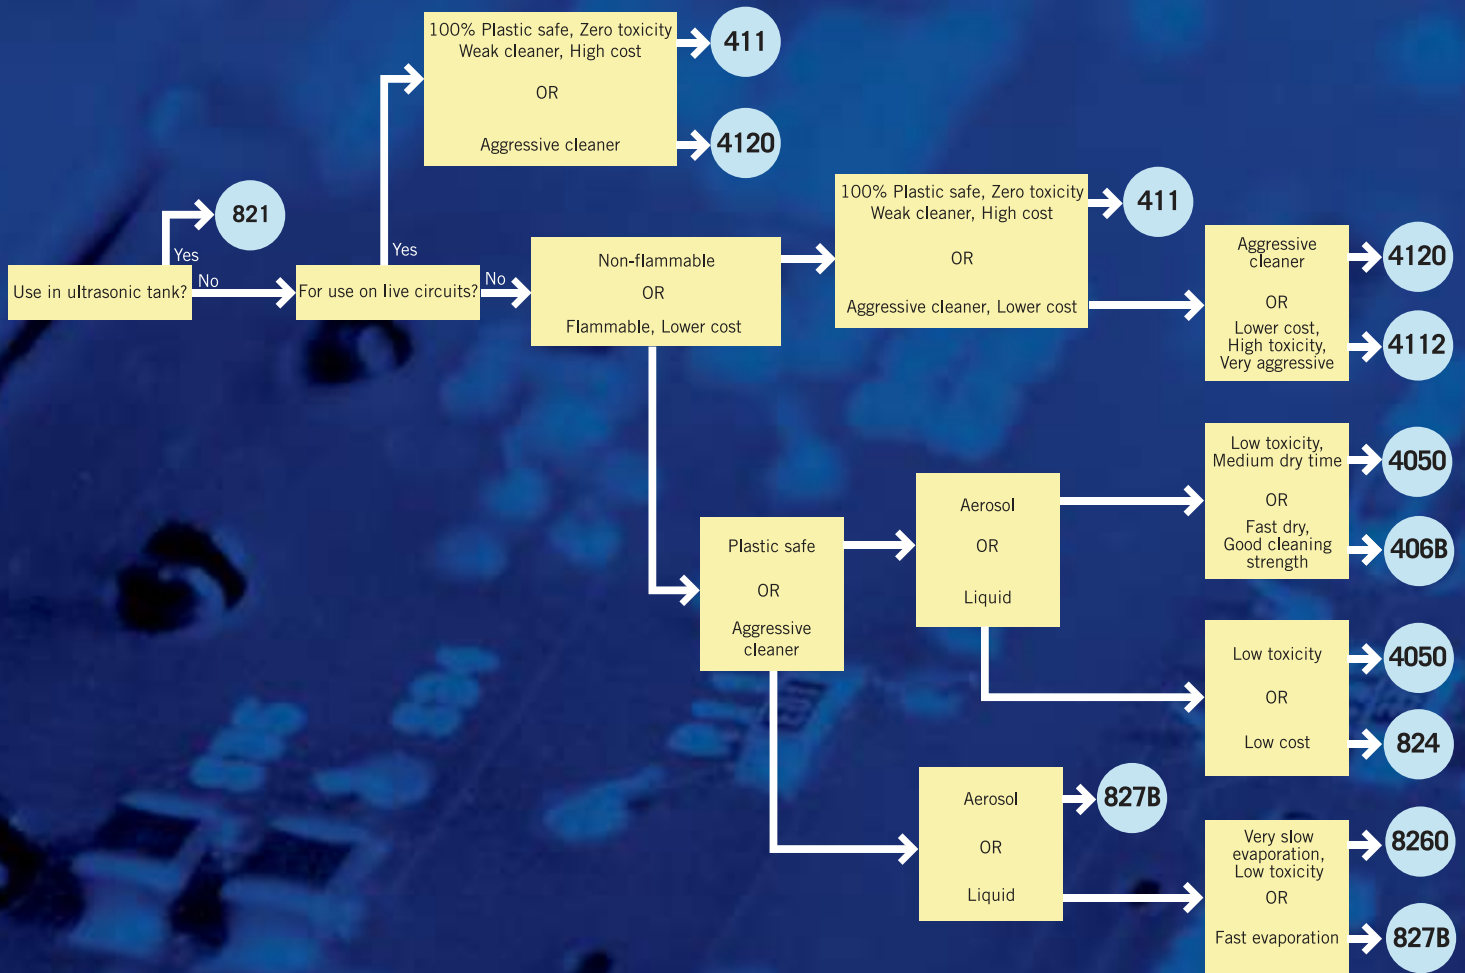 100% Plastic safe, Zero toxicity
Weak cleaner, High cost
OR
Aggressive cleaner
411
4120
821
Yes
No
Use in ultrasonic tank?
Yes
For use on live circuits?
No
Non-flammable
OR
Flammable, Lower cost
100% Plastic safe, Zero toxicity
Weak cleaner, High cost
OR
Aggressive cleaner, Lower cost
411
Aggressive
cleaner
OR
Lower cost,
High toxicity,
Very aggressive
4120
4112
Plastic safe
OR
Aggressive
cleaner
Aerosol
OR
Liquid
Low toxicity,
Medium dry time
OR
Fast dry,
Good cleaning
strength
4050
406B
Low toxicity
OR
Low cost
4050
824
Aerosol
OR
Liquid
827B
Very slow
evaporation,
Low toxicity
OR
Fast evaporation
8260
827B